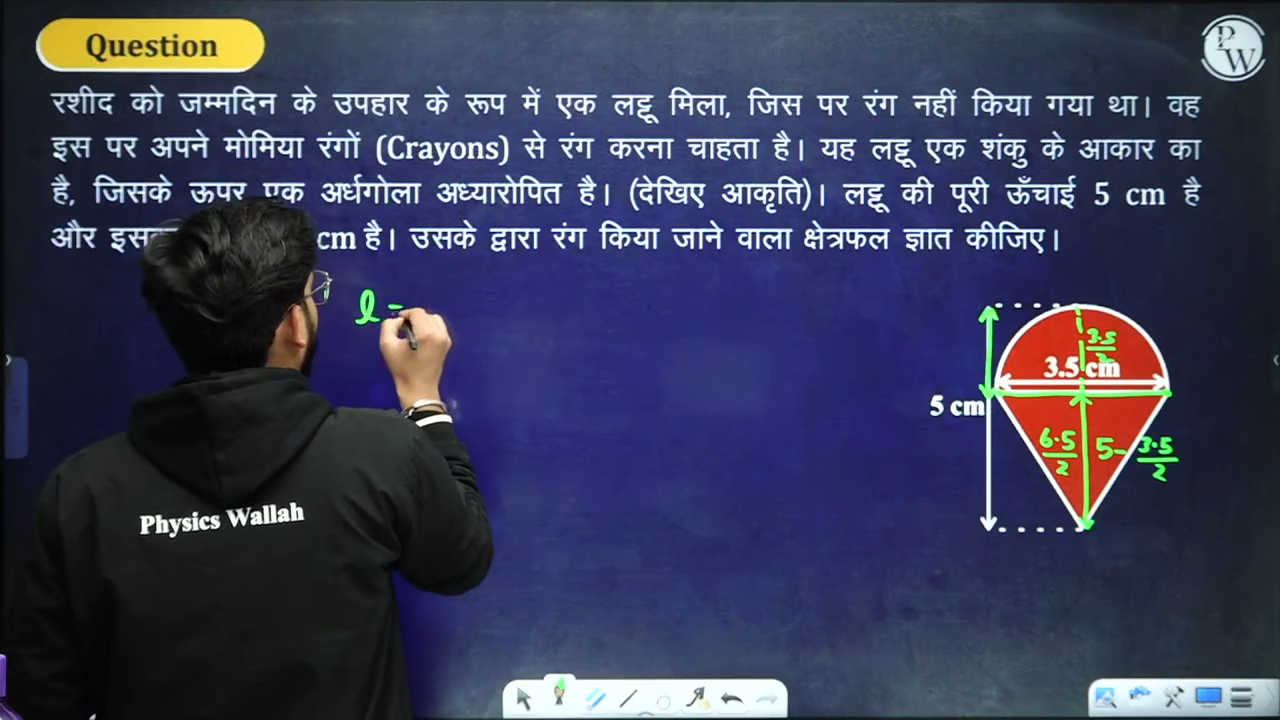 Question
PW
रशीद को जन्मदिन के उपहार के रूप में एक लट्टू मिला, जिस पर रंग नहीं किया गया था। वह
इस पर अपने मोमिया रंगों (Crayons) से रंग करना चाहता है। यह लट्टू एक शंकु के आकार का
है, जिसके ऊपर एक अर्धगोला अध्यारोपित है। (देखिए आकृति)। लट्टू की पूरी ऊँचाई 5 cm है
और cm है। उसके द्वारा रंग किया जाने वाला क्षेत्रफल ज्ञात कीजिए।
l =
3.5/2
3.5 cm
5 cm
6.5/2 5-3.5/2
Physics Wallah